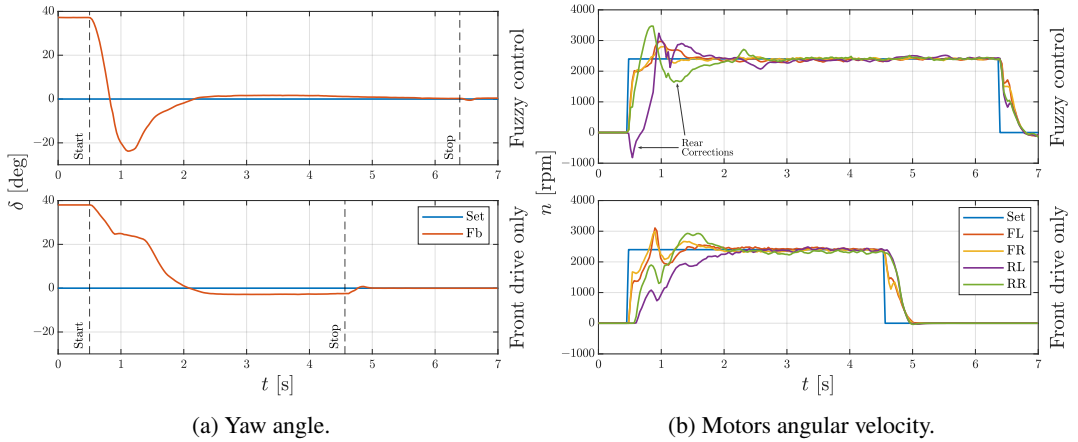 40
20
0
−20
0 1 2 3 4 5 6 7
Start
Stop
Fuzzy control
δ [deg]
40
20
0
−20
0 1 2 3 4 5 6 7
Start
Stop
Set
Fb
Front drive only
t [s]
(a) Yaw angle.
4000
3000
2000
1000
0
-1000
0 1 2 3 4 5 6 7
Rear
Corrections
Fuzzy control
n [rpm]
4000
3000
2000
1000
0
-1000
0 1 2 3 4 5 6 7
Set
FL
FR
RL
RR
Front drive only
t [s]
(b) Motors angular velocity.